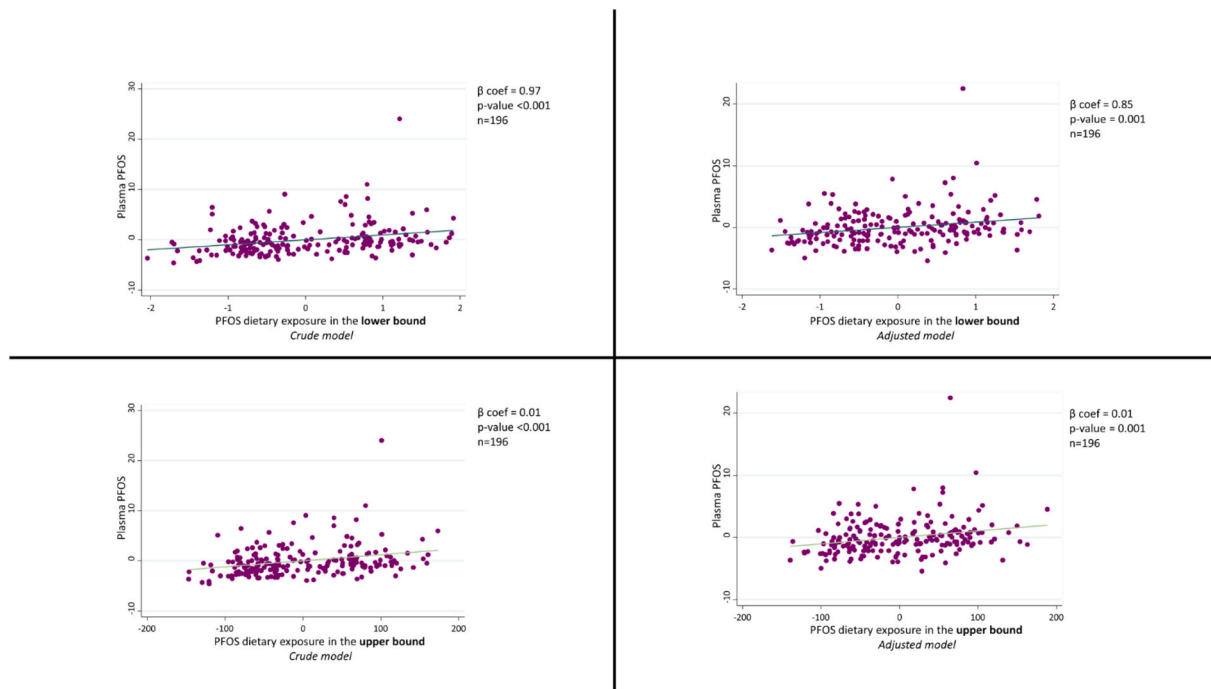 30
20
10
0
-10
Plasma PFOS
-2
-1
0
1
2
PFOS dietary exposure in the lower bound
Crude model
β coef = 0.97
p-value <0.001
n=196
20
10
0
-10
Plasma PFOS
-2
-1
0
1
2
PFOS dietary exposure in the lower bound
Adjusted model
β coef = 0.85
p-value = 0.001
n=196
30
20
10
0
-10
Plasma PFOS
-200
-100
0
100
200
PFOS dietary exposure in the upper bound
Crude model
β coef = 0.01
p-value <0.001
n=196
20
10
0
-10
Plasma PFOS
-200
-100
0
100
200
PFOS dietary exposure in the upper bound
Adjusted model
β coef = 0.01
p-value = 0.001
n=196